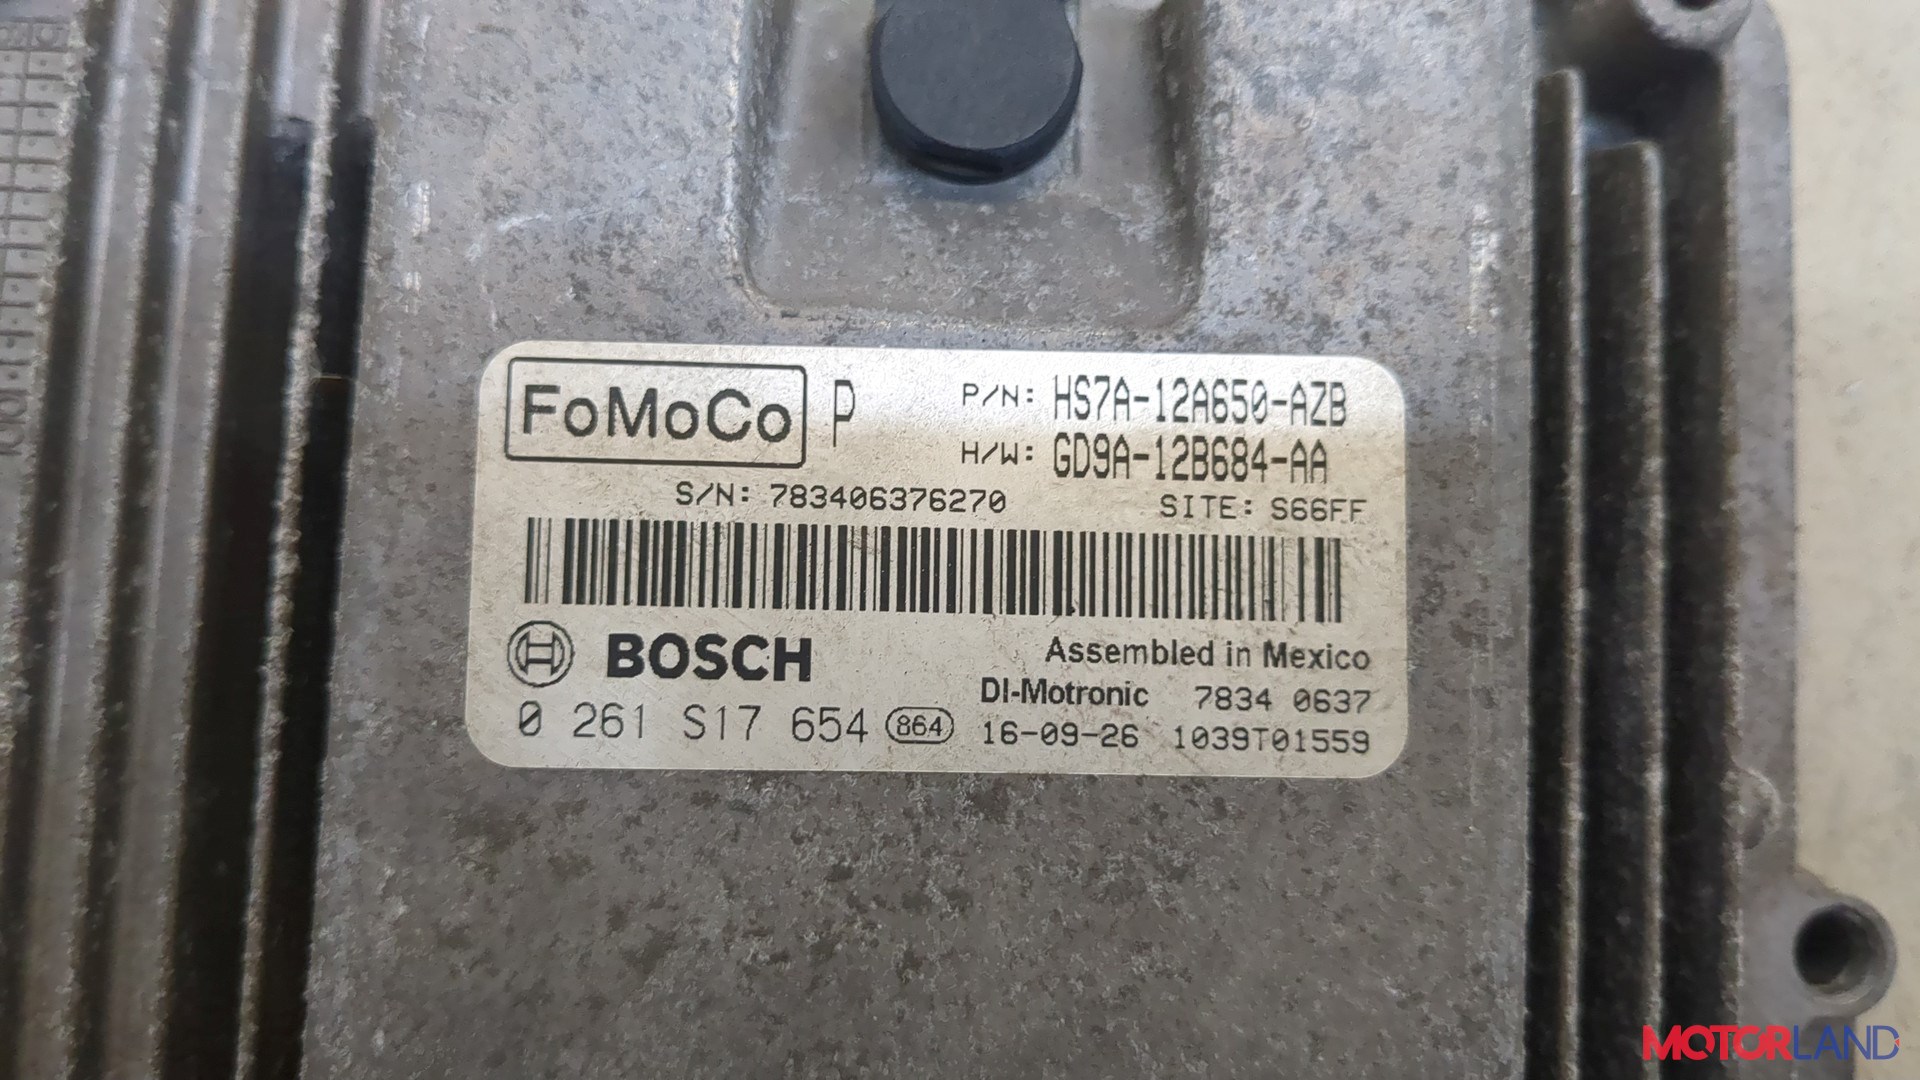 FoMoCo P P/N: HS7A-12A650-AZB
H/W: GD9A-12B684-AA
S/N: 783406376270 SITE: S66FF
BOSCH Assembled in Mexico
DI-Motronic 7834 0637
0 261 S17 654 864 16-09-26 1039T01559
MOTORLAND